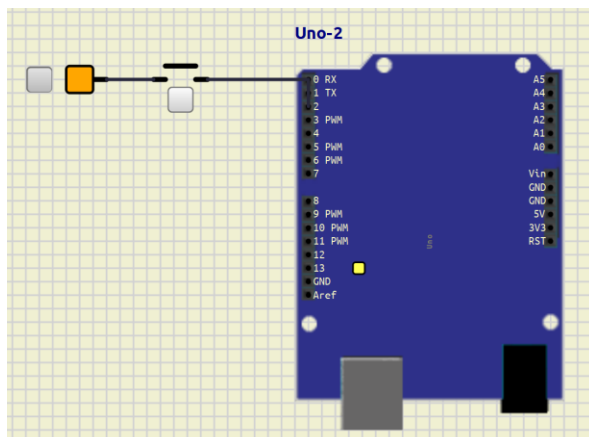 Uno-2
0 RX
1 TX
2
3 PWM
4
5 PWM
6 PWM
7
8
9 PWM
10 PWM
11 PWM
12
13
GND
Aref
A5
A4
A3
A2
A1
A0
Vin
GND
GND
5V
3V3
RST
Uno